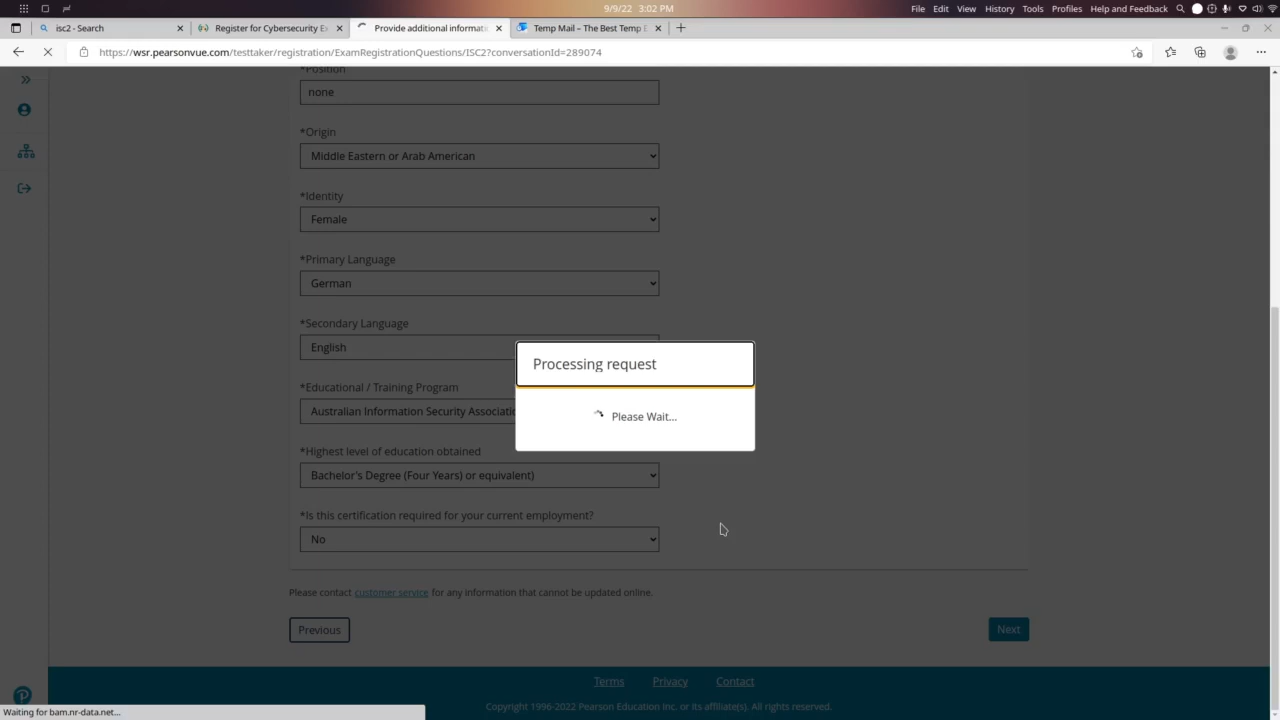 9/9/22 3:02 PM
File Edit View History Tools Profiles Help and Feedback
isc2 - Search
Register for Cybersecurity Ex
Provide additional informatic
Temp Mail – The Best Temp E
https://wsr.pearsonvue.com/testtaker/registration/ExamRegistrationQuestions/ISC2?conversationId=289074
*Position
none
*Origin
Middle Eastern or Arab American
*Identity
Female
*Primary Language
German
*Secondary Language
English
Processing request
Please Wait...
*Educational / Training Program
Australian Information Security Associatio
*Highest level of education obtained
Bachelor's Degree (Four Years) or equivalent)
*Is this certification required for your current employment?
No
Please contact customer service for any information that cannot be updated online.
Previous
Next
Terms Privacy Contact
Copyright 1996-2022 Pearson Education Inc. or its affiliate(s). All rights reserved.
Waiting for bam.nr-data.net...